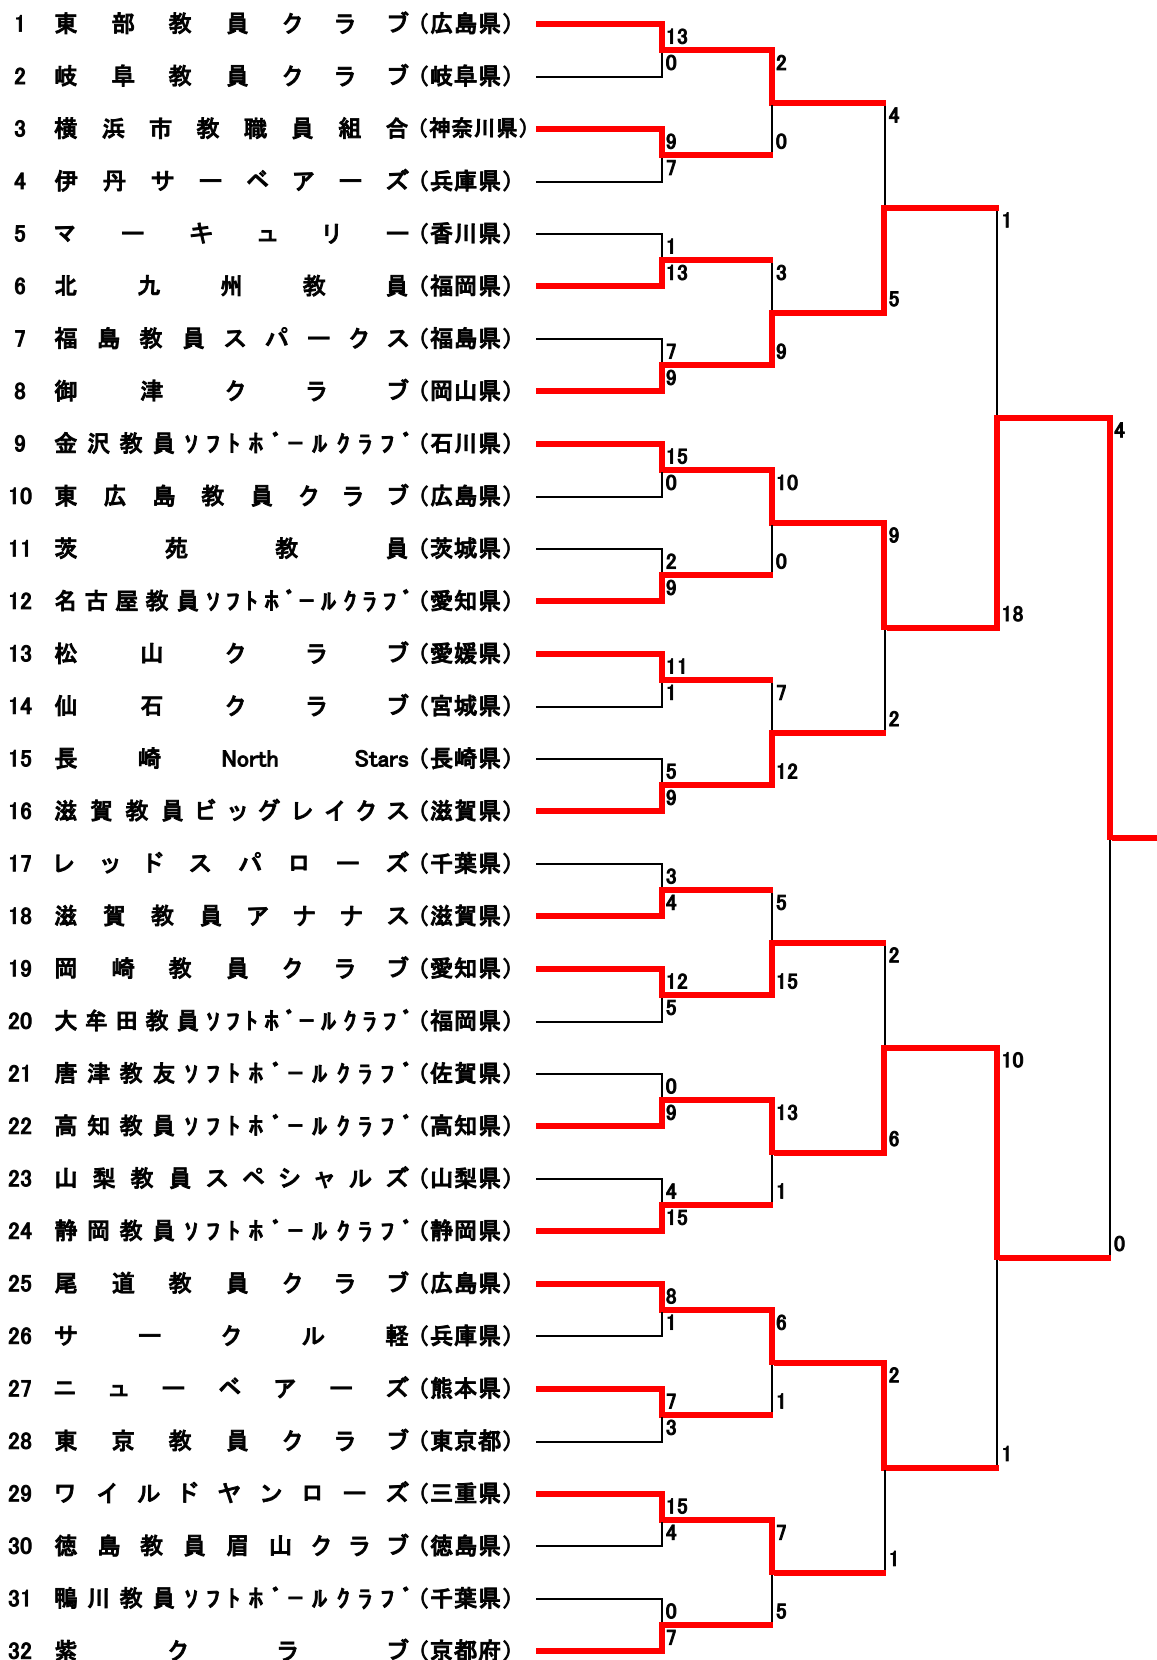 1 東部教員クラブ(広島県)
13
0
2
2 岐阜教員クラブ(岐阜県)
4
3 横浜市教職員組合(神奈川県)
9
7
0
4 伊丹サーベアーズ(兵庫県)
1
5 マーキュリー(香川県)
1
13
3
6 北九州教員(福岡県)
5
7 福島教員スパークス(福島県)
7
9
9
8 御津クラブ(岡山県)
4
9 金沢教員ソフトボールクラブ(石川県)
15
0
10
10 東広島教員クラブ(広島県)
9
11 茨苑教員(茨城県)
2
9
0
12 名古屋教員ソフトボールクラブ(愛知県)
18
13 松山クラブ(愛媛県)
11
1
7
14 仙石クラブ(宮城県)
2
15 長崎North Stars(長崎県)
5
9
12
16 滋賀教員ビッグレイクス(滋賀県)
17 レッドスパローズ(千葉県)
3
4
5
18 滋賀教員アナナス(滋賀県)
2
19 岡崎教員クラブ(愛知県)
12
5
15
20 大牟田教員ソフトボールクラブ(福岡県)
10
21 唐津教友ソフトボールクラブ(佐賀県)
0
9
13
22 高知教員ソフトボールクラブ(高知県)
6
23 山梨教員スペシャルズ(山梨県)
4
15
1
24 静岡教員ソフトボールクラブ(静岡県)
0
25 尾道教員クラブ(広島県)
8
1
6
26 サークル軽(兵庫県)
2
27 ニューベアーズ(熊本県)
7
3
1
28 東京教員クラブ(東京都)
1
29 ワイルドヤンローズ(三重県)
15
4
7
30 徳島教員眉山クラブ(徳島県)
1
31 鴨川教員ソフトボールクラブ(千葉県)
0
7
5
32 紫クラブ(京都府)